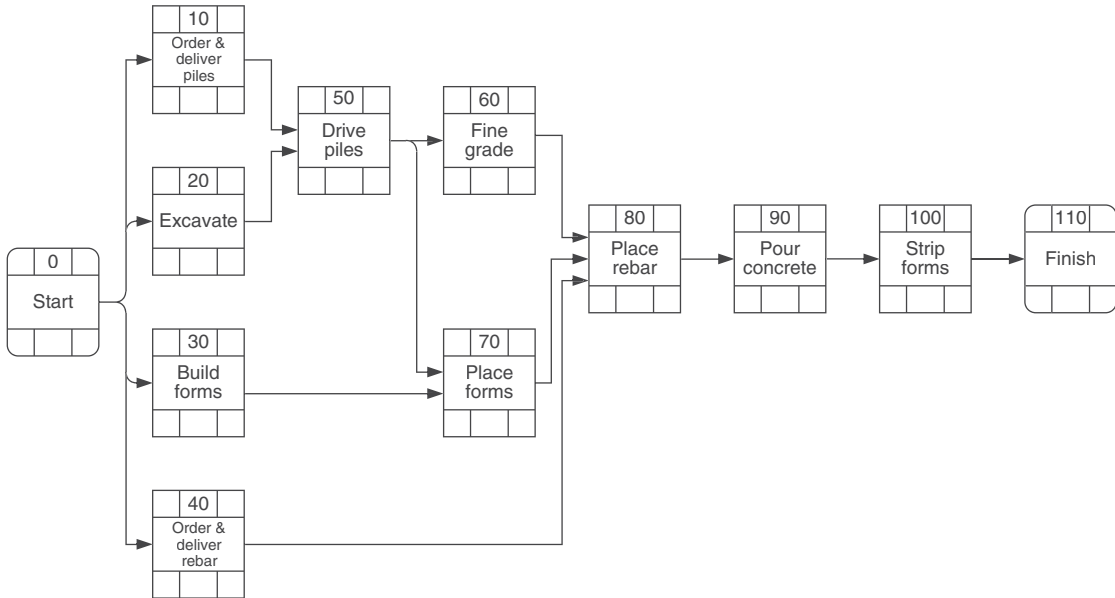 0
Start
10
Order &
deliver
piles
20
Excavate
30
Build
forms
40
Order &
deliver
rebar
50
Drive
piles
60
Fine
grade
70
Place
forms
80
Place
rebar
90
Pour
concrete
100
Strip
forms
110
Finish